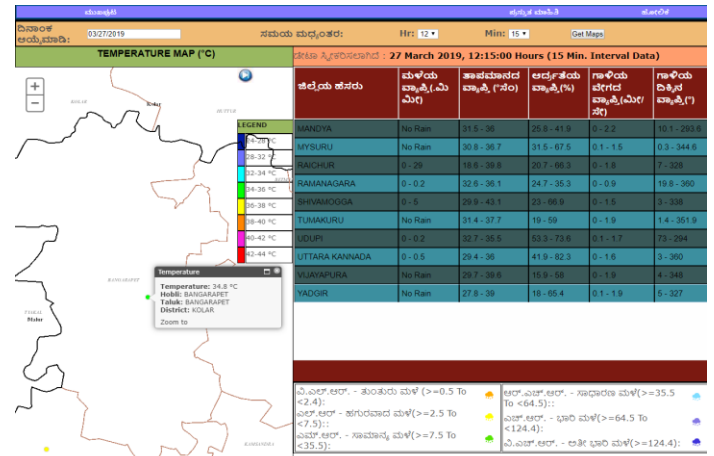 ಮುಖಪುಟ ಪ್ರಸ್ತುತ ಮಾಹಿತಿ ಹೋಲಿಕೆ
ದಿನಾಂಕ ಆಯ್ಕೆಮಾಡಿ: 03/27/2019 ಸಮಯ ಮಧ್ಯಂತರ: Hr: 12 Min: 15 Get Maps
TEMPERATURE MAP (°C)
ಡೇಟಾ ಸ್ವೀಕರಿಸಲಾಗಿದೆ : 27 March 2019, 12:15:00 Hours (15 Min. Interval Data)
KOLAR
Kolar
LEGEND
24-28 °C
28-32 °C
32-34 °C
34-36 °C
36-38 °C
38-40 °C
40-42 °C
42-44 °C
BANGARAPET
Temperature
Temperature: 34.8 °C
Hobli: BANGARAPET
Taluk: BANGARAPET
District: KOLAR
Zoom to
Malur
KAMASANDRA
ಜಿಲ್ಲೆಯ ಹೆಸರು
ಮಳೆಯ ವ್ಯಾಪ್ತಿ(.ಮಿ ಮೀ)
ತಾಪಮಾನದ ವ್ಯಾಪ್ತಿ (°ಸೆಂ)
ಆರ್ದ್ರತೆಯ ವ್ಯಾಪ್ತಿ(%)
ಗಾಳಿಯ ವೇಗದ ವ್ಯಾಪ್ತಿ(ಮೀ/ಸೇ)
ಗಾಳಿಯ ದಿಕ್ಕಿನ ವ್ಯಾಪ್ತಿ(°)
MANDYA No Rain 31.5 - 36 25.8 - 41.9 0 - 2.2 10.1 - 293.6
MYSURU No Rain 30.8 - 36.7 31.5 - 67.5 0.1 - 1.5 0.3 - 344.6
RAICHUR 0 - 29 18.6 - 39.8 20.7 - 66.3 0 - 1.8 7 - 328
RAMANAGARA 0 - 0.2 32.6 - 36.1 24.7 - 35.3 0 - 0.9 19.8 - 360
SHIVAMOGGA 0 - 5 29.9 - 43.1 23 - 66.9 0 - 1.5 3 - 338
TUMAKURU No Rain 31.4 - 37.7 19 - 59 0 - 1.9 1.4 - 351.9
UDUPI 0 - 0.2 32.7 - 35.5 53.3 - 73.6 0.1 - 1.7 73 - 294
UTTARA KANNADA 0 - 0.5 29.4 - 36 41.9 - 82.3 0 - 1.6 3 - 360
VIJAYAPURA No Rain 29.7 - 39.6 15.9 - 58 0 - 1.9 4 - 348
YADGIR No Rain 27.8 - 39 18 - 65.4 0.1 - 1.9 5 - 327
ವಿ.ಎಲ್.ಆರ್. - ತುಂತುರು ಮಳೆ (>=0.5 To <2.4):
ಎಲ್.ಆರ್ - ಹಗುರವಾದ ಮಳೆ(>=2.5 To <7.5)::
ಎಮ್.ಆರ್. - ಸಾಮಾನ್ಯ ಮಳೆ(>=7.5 To <35.5):
ಆರ್.ಎಚ್.ಆರ್. - ಸಾಧಾರಣ ಮಳೆ(>=35.5 To <64.5)::
ಎಚ್.ಆರ್. - ಭಾರಿ ಮಳೆ(>=64.5 To <124.4):
ವಿ.ಎಚ್.ಆರ್. - ಅತೀ ಭಾರಿ ಮಳೆ(>=124.4):